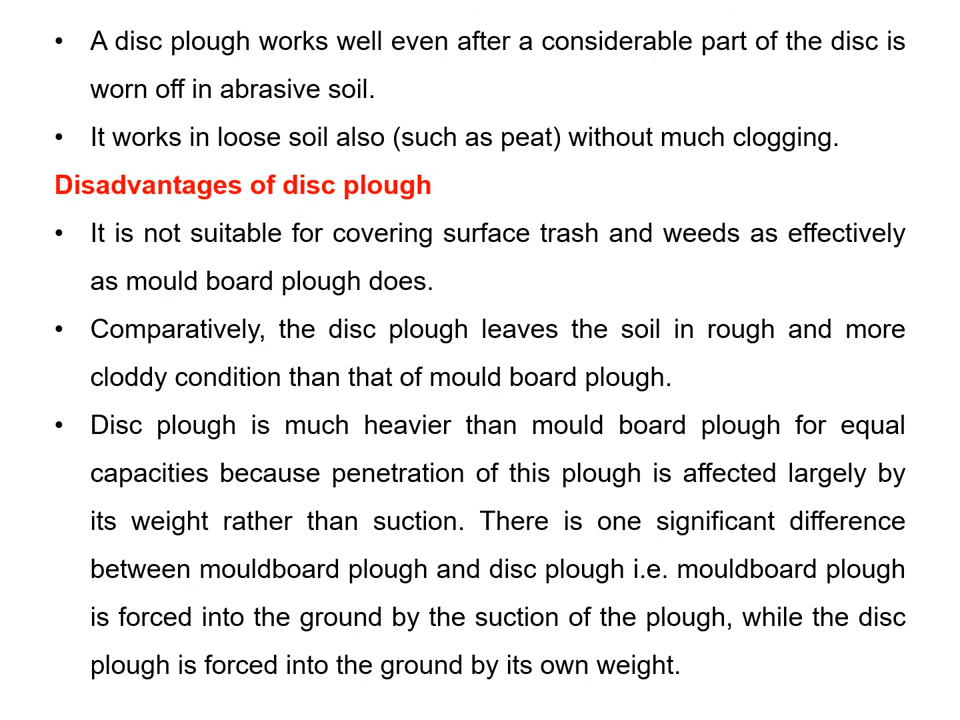 • A disc plough works well even after a considerable part of the disc is
worn off in abrasive soil.
• It works in loose soil also (such as peat) without much clogging.
Disadvantages of disc plough
• It is not suitable for covering surface trash and weeds as effectively
as mould board plough does.
• Comparatively, the disc plough leaves the soil in rough and more
cloddy condition than that of mould board plough.
• Disc plough is much heavier than mould board plough for equal
capacities because penetration of this plough is affected largely by
its weight rather than suction. There is one significant difference
between mouldboard plough and disc plough i.e. mouldboard plough
is forced into the ground by the suction of the plough, while the disc
plough is forced into the ground by its own weight.